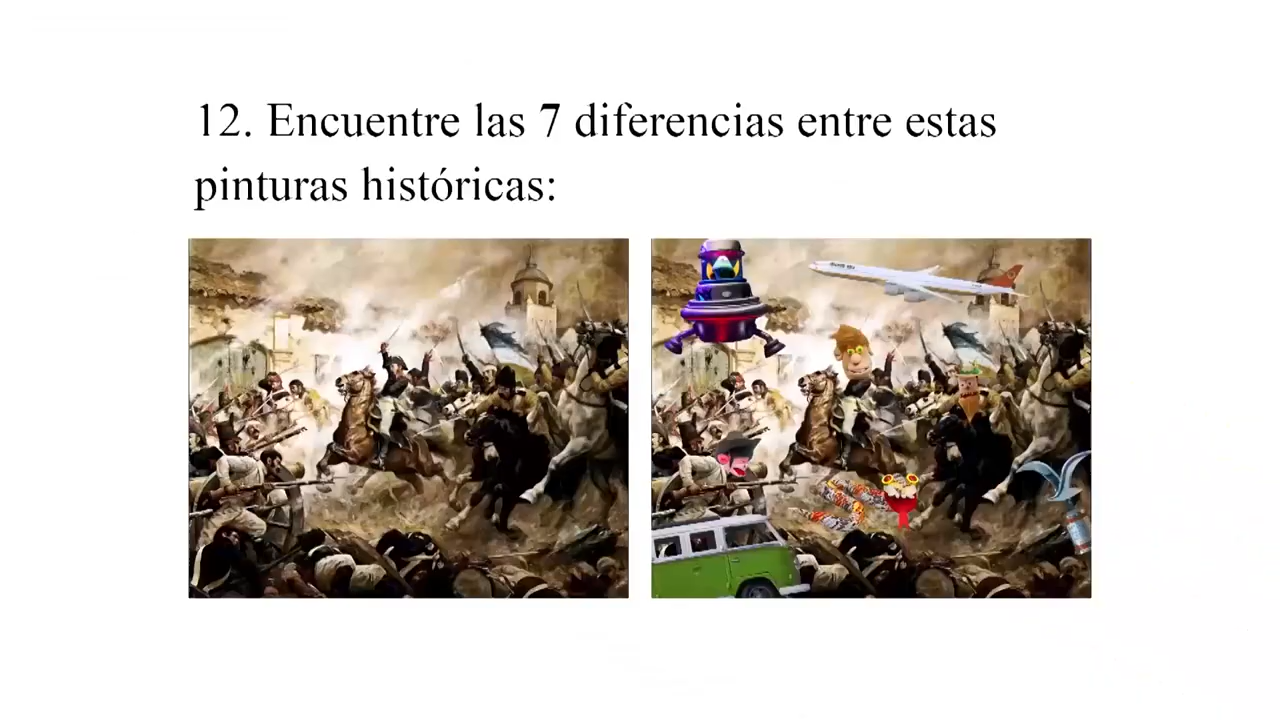 12. Encuentre las 7 diferencias entre estas
pinturas históricas: